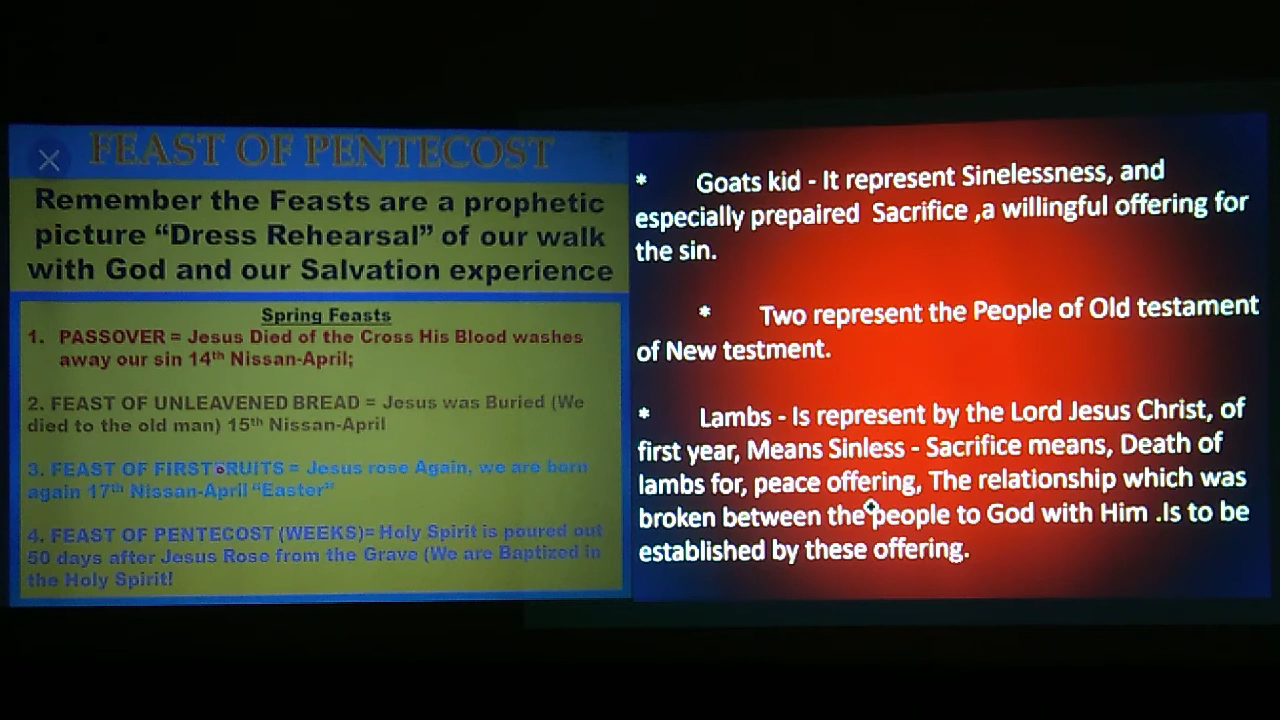 FEAST OF PENTECOST
Remember the Feasts are a prophetic
picture “Dress Rehearsal” of our walk
with God and our Salvation experience
Spring Feasts
1. PASSOVER = Jesus Died of the Cross His Blood washes
away our sin 14th Nissan-April;
2. FEAST OF UNLEAVENED BREAD = Jesus was Buried (We
died to the old man) 15th Nissan-April
3. FEAST OF FIRST FRUITS = Jesus rose Again, we are born
again 17th Nissan-April “Easter”
4. FEAST OF PENTECOST (WEEKS)= Holy Spirit is poured out
50 days after Jesus Rose from the Grave (We are Baptized in
the Holy Spirit!
* Goats kid - It represent Sinelessness, and
especially prepaired Sacrifice ,a willingful offering for
the sin.
* Two represent the People of Old testament
of New testment.
* Lambs - Is represent by the Lord Jesus Christ, of
first year, Means Sinless - Sacrifice means, Death of
lambs for, peace offering, The relationship which was
broken between the people to God with Him .Is to be
established by these offering.